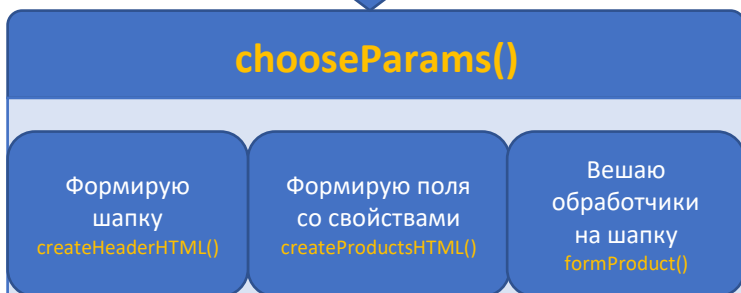 chooseParams()
Формирую
шапку
createHeaderHTML()
Формирую поля
со свойствами
createProductsHTML()
Вешаю
обработчики
на шапку
formProduct()